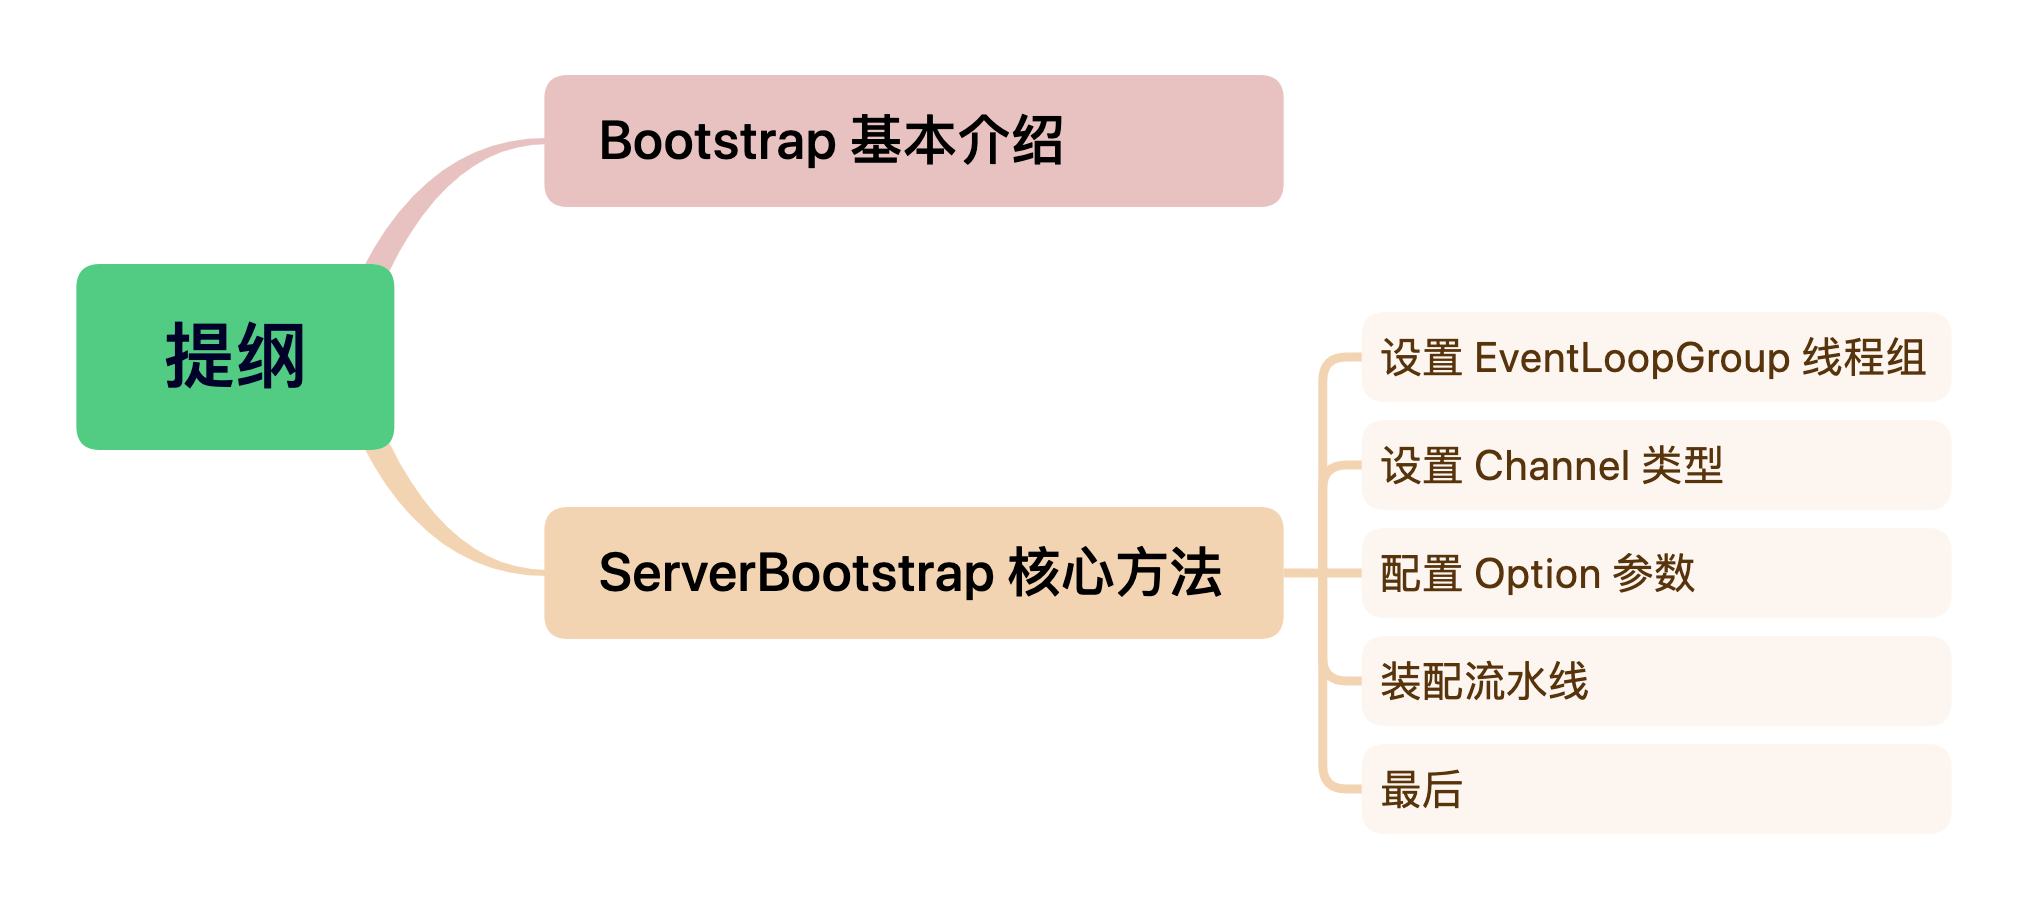 提纲
Bootstrap 基本介绍
ServerBootstrap 核心方法
设置 EventLoopGroup 线程组
设置 Channel 类型
配置 Option 参数
装配流水线
最后